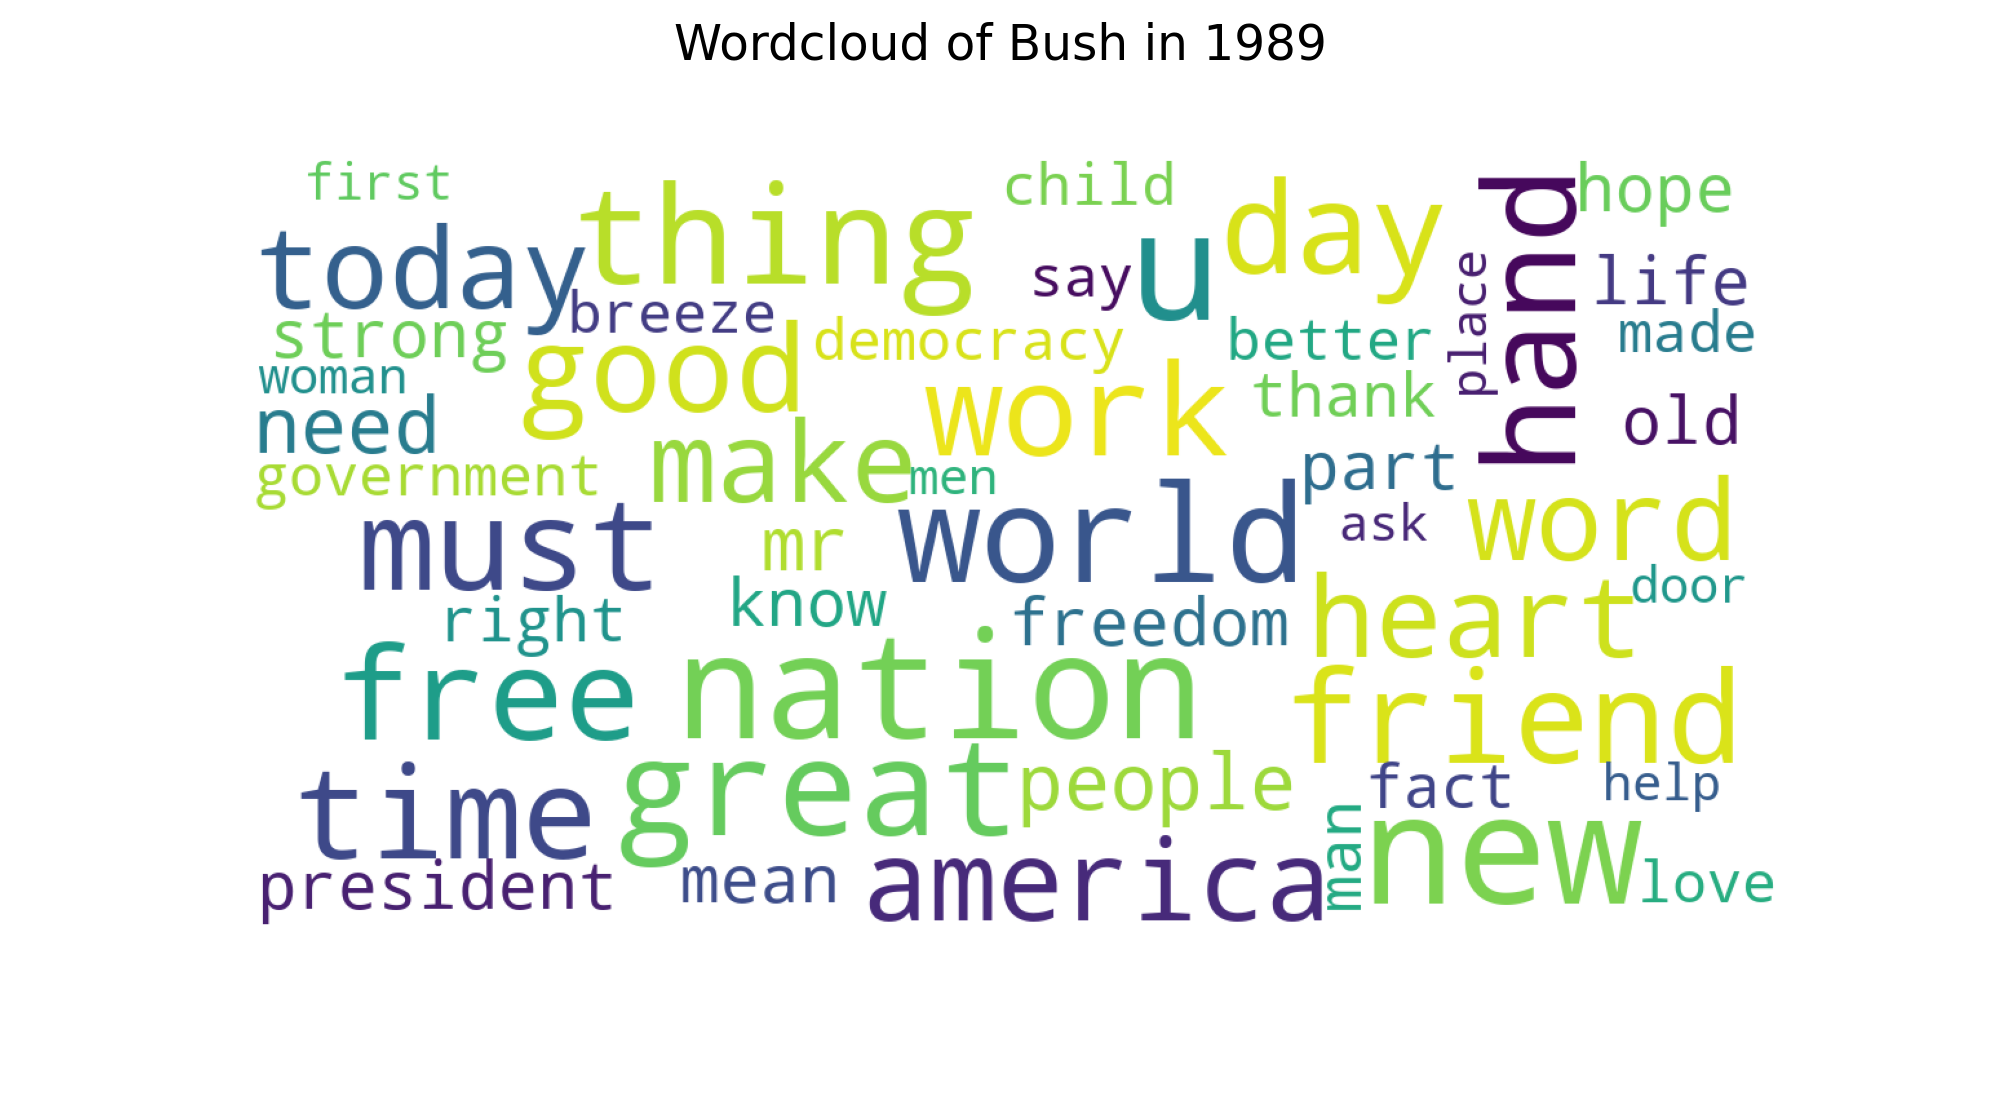 Wordcloud of Bush in 1989
first
child
hope
thing
day
hand
today
u
say
place
life
breeze
strong
democracy
better
made
good
woman
work
thank
old
need
make
part
government
men
must
world
ask
word
mr
know
door
right
freedom
heart
free
nation
friend
time
great
people
fact
help
man
new
president
mean
america
love